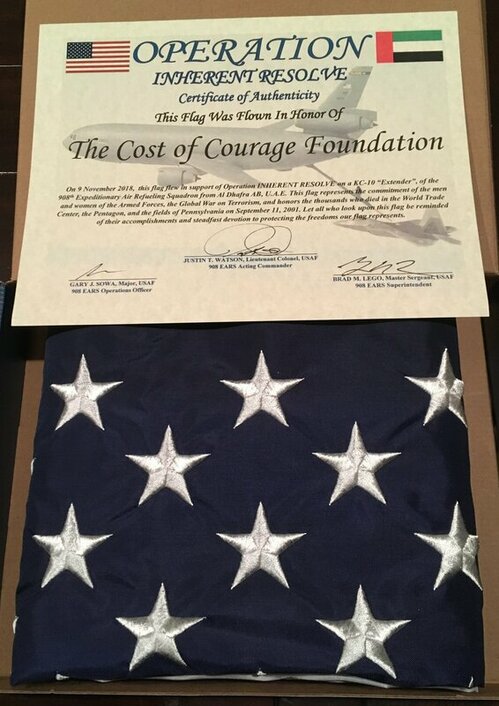 OPERATION
INHERENT RESOLVE
Certificate of Authenticity
This Flag Was Flown In Honor Of
The Cost of Courage Foundation
On 9 November 2018, this flag flew in support of Operation INHERENT RESOLVE on a KC-10 "Extender", of the
908th Expeditionary Air Refueling Squadron from Al Dhafra AB, U.A.E. This flag represents the commitment of the men
and women of the Armed Forces, the Global War on Terrorism, and honors the thousands who died in the World Trade
Center, the Pentagon, and the fields of Pennsylvania on September 11, 2001. Let all who look upon this flag be reminded
of their accomplishments and steadfast devotion to protecting the freedoms our flag represents.
JUSTIN T. WATSON, Lieutenant Colonel, USAF
908 EARS Acting Commander
GARY J. SOWA, Major, USAF
908 EARS Operations Officer
BRAD M. LEGO, Master Sergeant, USAF
908 EARS Superintendent